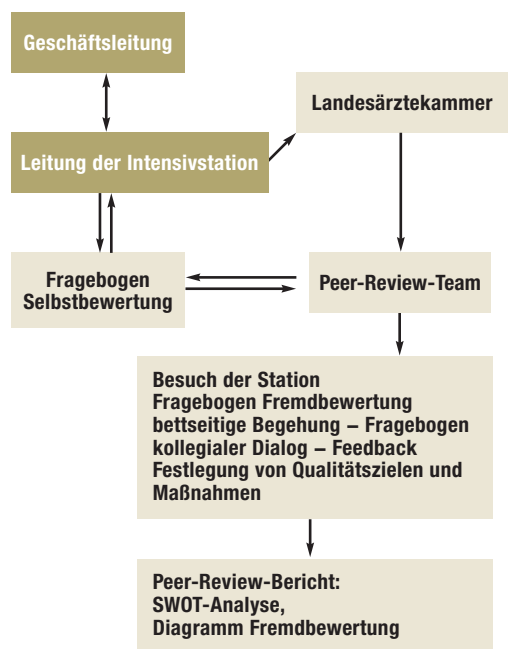 Geschäftsleitung
Landesärztekammer
Leitung der Intensivstation
Fragebogen
Selbstbewertung
Peer-Review-Team
Besuch der Station
Fragebogen Fremdbewertung
bettseitige Begehung – Fragebogen
kollegialer Dialog – Feedback
Festlegung von Qualitätszielen und
Maßnahmen
Peer-Review-Bericht:
SWOT-Analyse,
Diagramm Fremdbewertung